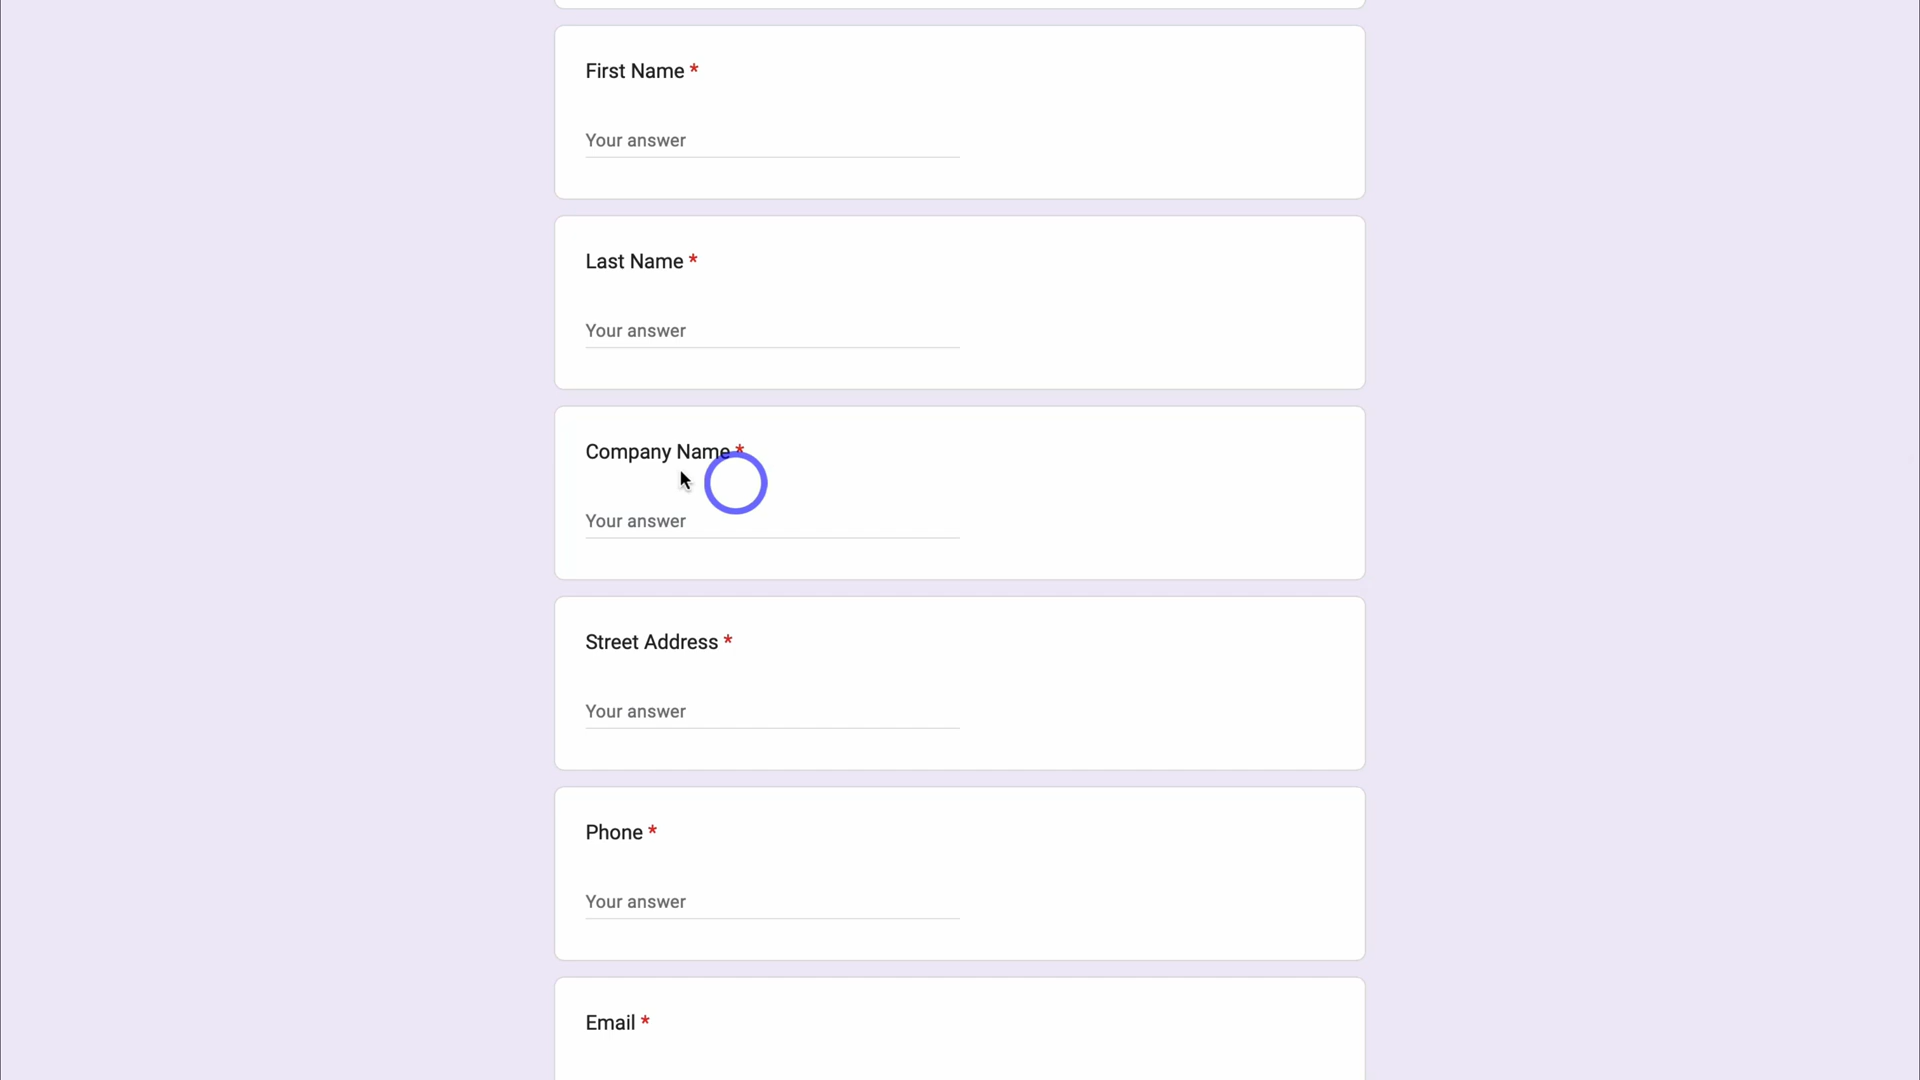 First Name *
Your answer
Last Name *
Your answer
Company Name *
Your answer
Street Address *
Your answer
Phone *
Your answer
Email *